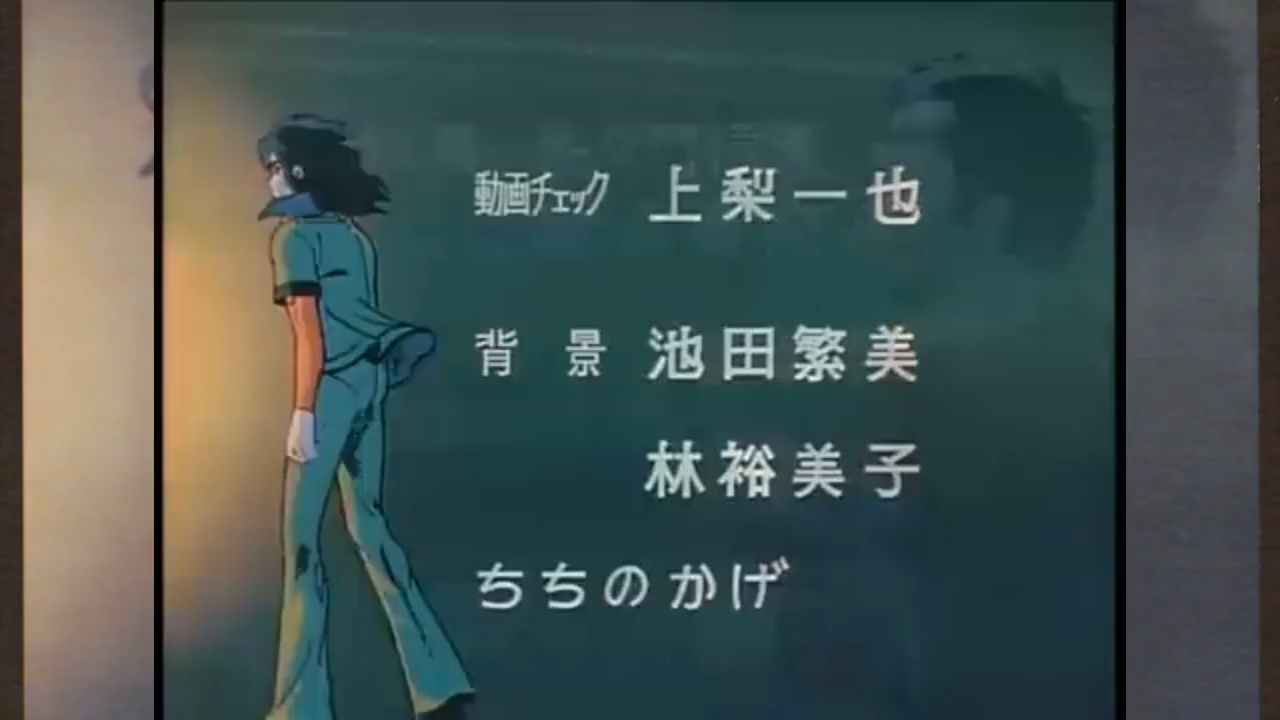 動画チェック 上梨一也
背景 池田繁美
林裕美子
ちちのかげ